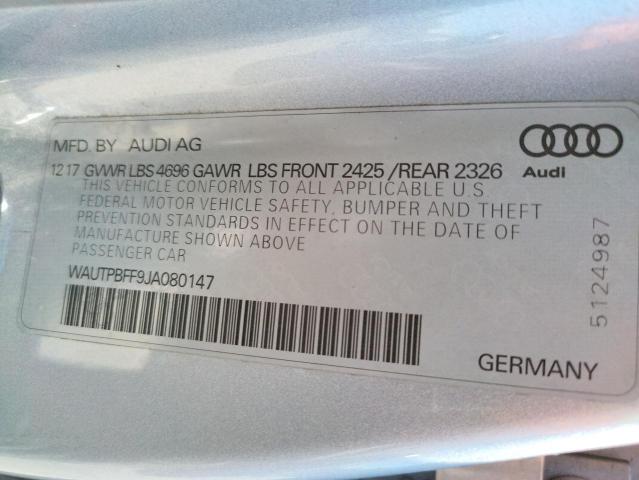 MFD. BY AUDI AG
12 17 GVWR LBS 4696 GAWR LBS FRONT 2425 /REAR 2326
Audi
THIS VEHICLE CONFORMS TO ALL APPLICABLE U.S.
FEDERAL MOTOR VEHICLE SAFETY, BUMPER AND THEFT
PREVENTION STANDARDS IN EFFECT ON THE DATE OF
MANUFACTURE SHOWN ABOVE
PASSENGER CAR
WAUTPBFF9JA080147
5124987
GERMANY